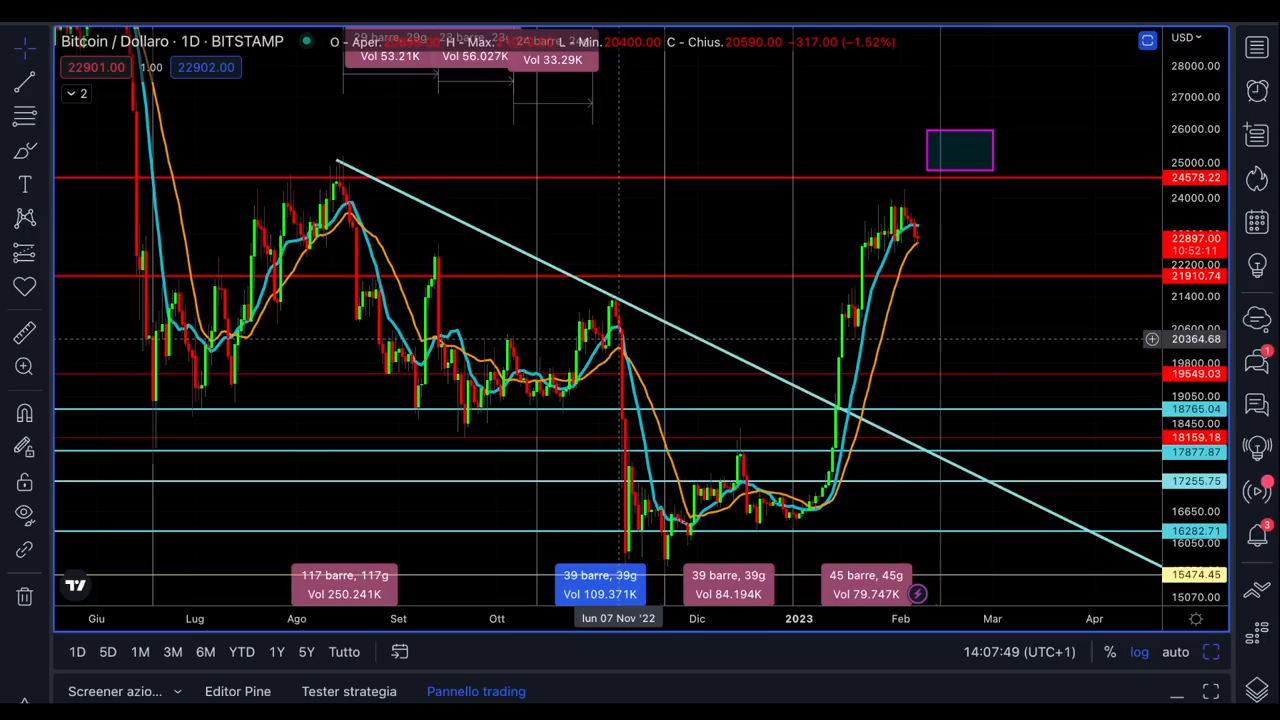 Bitcoin / Dollaro · 1D · BITSTAMP
O - Aper. H - Max. L - Min. 20400.00 C - Chius. 20590.00 −317.00 (−1.52%)
USD
22901.00 1.00 22902.00
2
Vol 53.21K
Vol 56.027K
Vol 33.29K
28000.00
27000.00
26000.00
25000.00
24578.22
24000.00
22897.00
10:52:11
22200.00
21910.74
21400.00
20600.00
20364.68
19800.00
19549.03
19050.00
18765.04
18450.00
18159.18
17877.87
17255.75
16650.00
16282.71
16050.00
15474.45
15070.00
117 barre, 117g
Vol 250.241K
39 barre, 39g
Vol 109.371K
39 barre, 39g
Vol 84.194K
45 barre, 45g
Vol 79.747K
Giu Lug Ago Set Ott lun 07 Nov '22 Dic 2023 Feb Mar Apr
1D 5D 1M 3M 6M YTD 1Y 5Y Tutto 14:07:49 (UTC+1) % log auto
Screener azio... Editor Pine Tester strategia Pannello trading
1
3